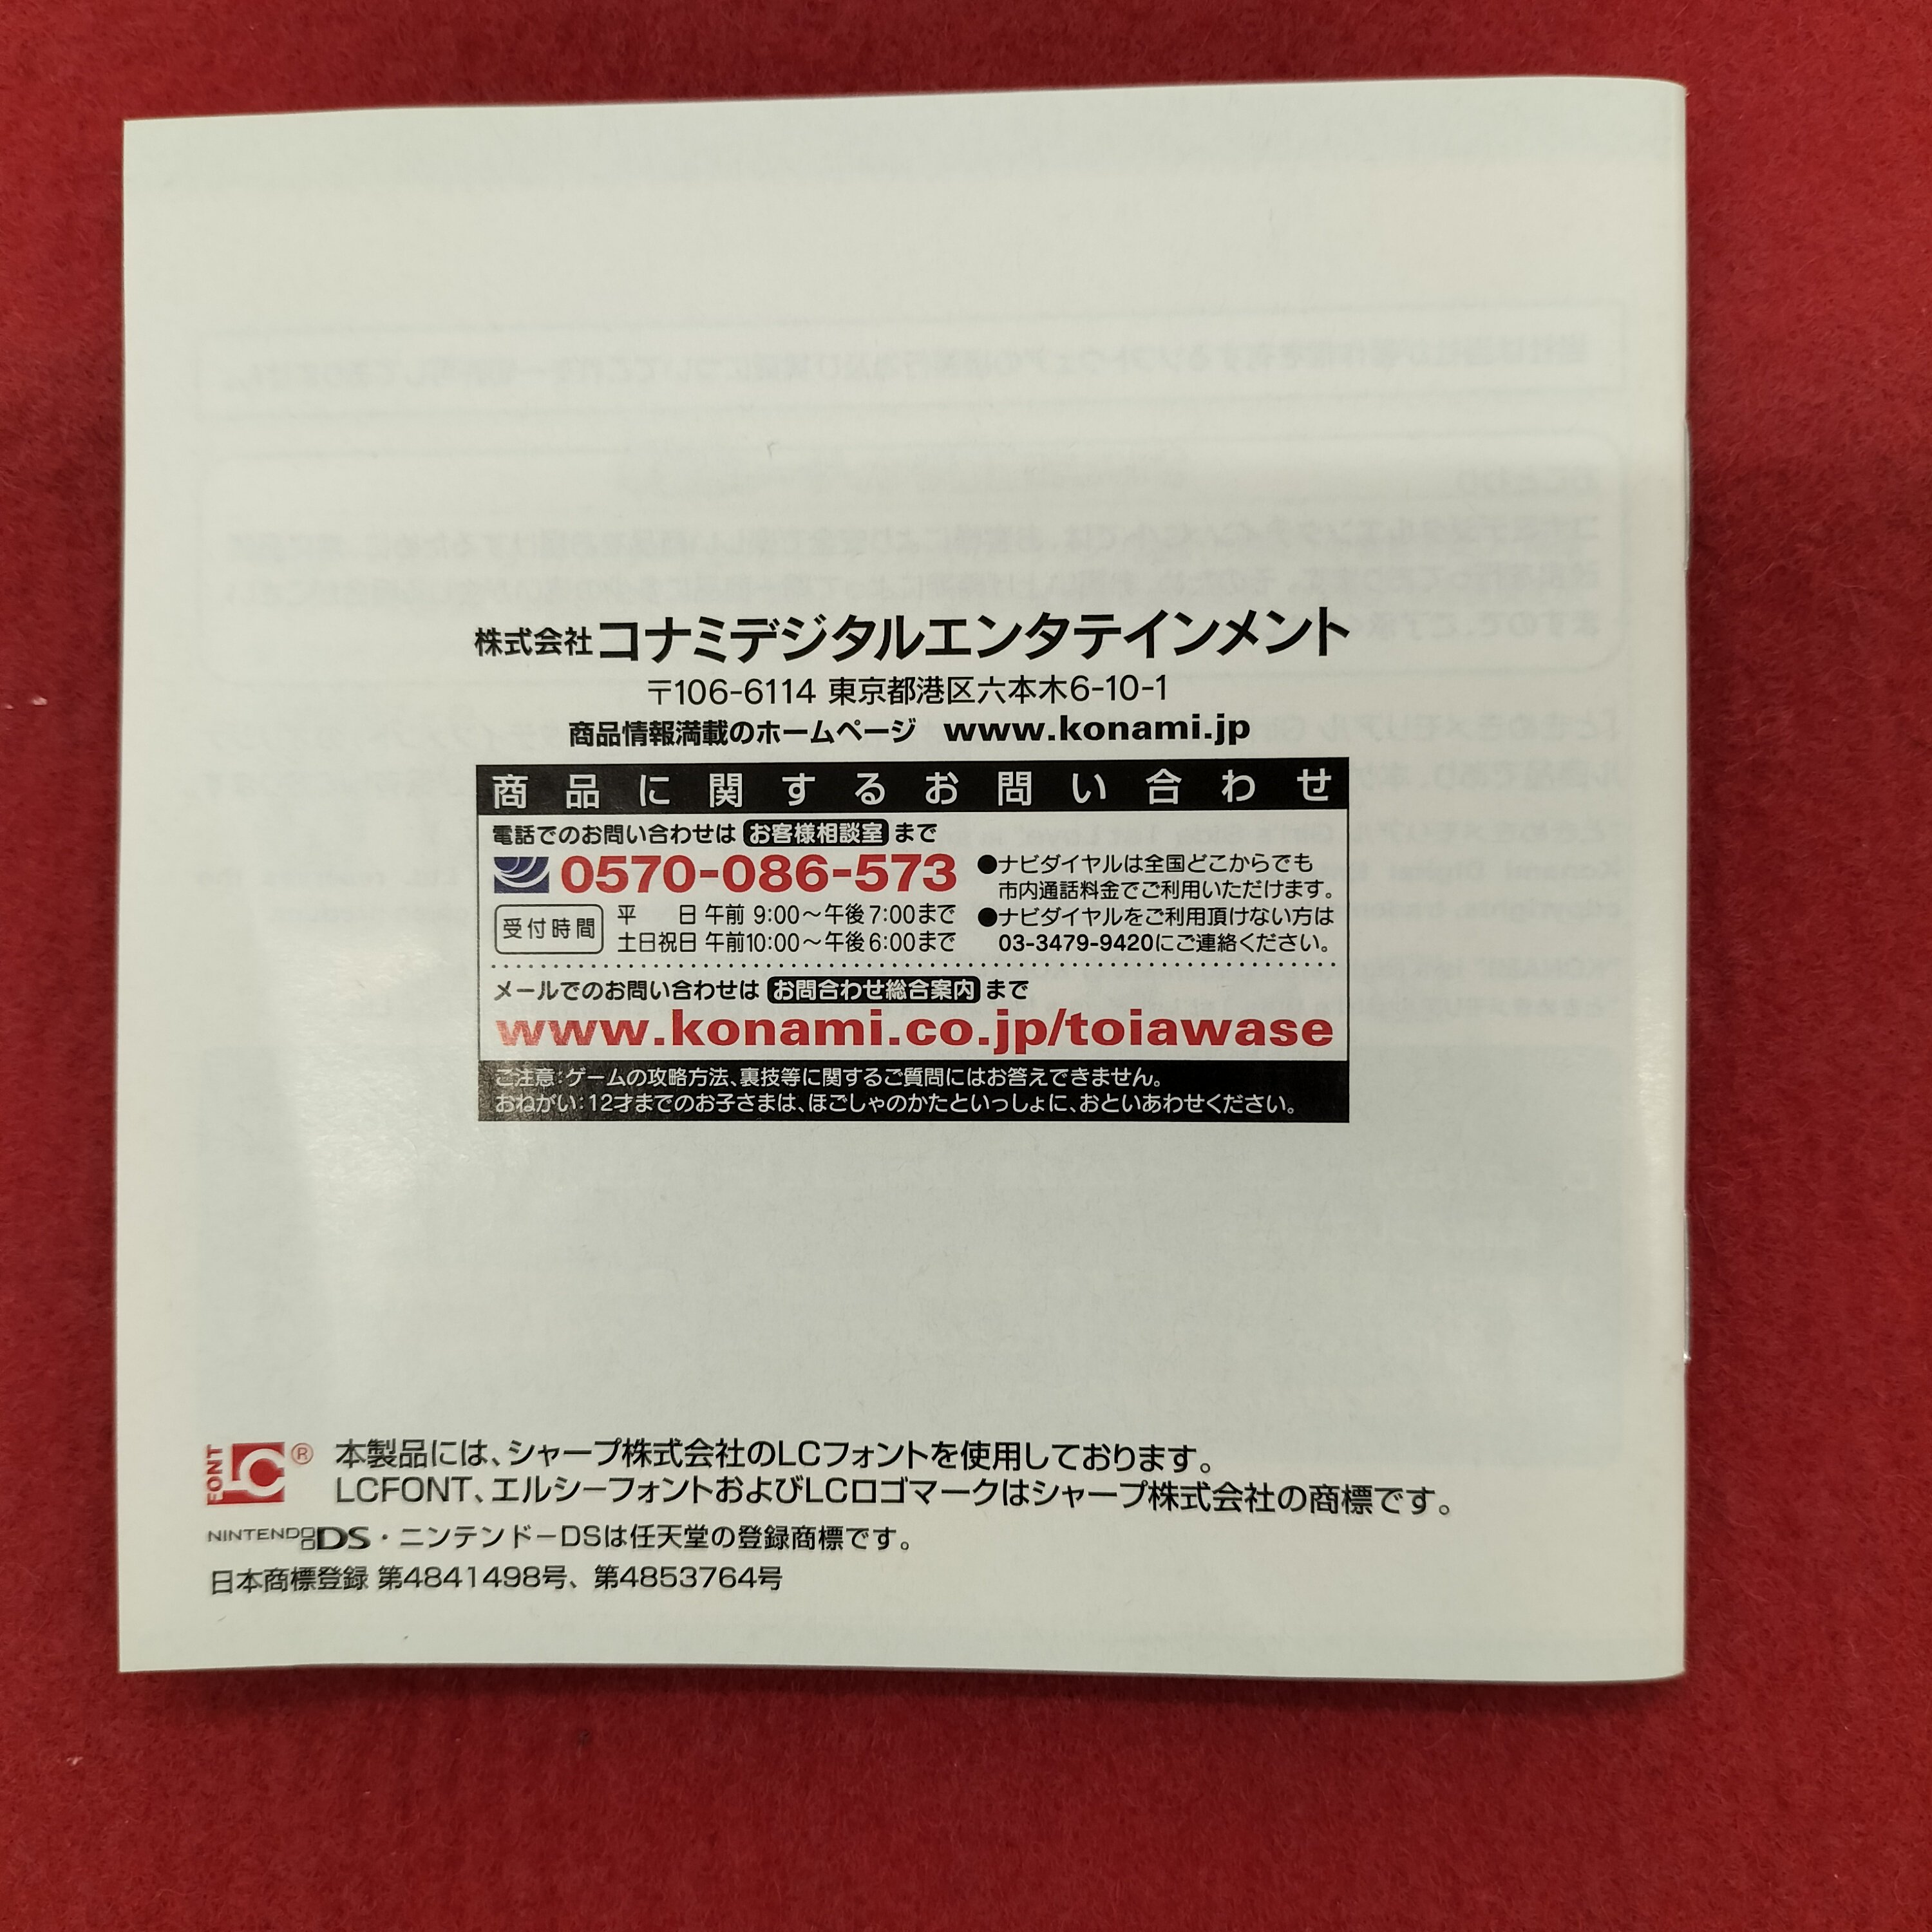 株式会社コナミデジタルエンタテインメント
〒106-6114 東京都港区六本木6-10-1
商品情報満載のホームページ www.konami.jp
商品に関するお問い合わせ
電話でのお問い合わせは お客様相談室 まで
0570-086-573
●ナビダイヤルは全国どこからでも
市内通話料金でご利用いただけます。
受付時間
平 日 午前 9:00～午後7:00まで
土日祝日 午前10:00～午後6:00まで
●ナビダイヤルをご利用頂けない方は
03-3479-9420にご連絡ください。
メールでのお問い合わせは お問合わせ総合案内 まで
www.konami.co.jp/toiawase
ご注意:ゲームの攻略方法、裏技等に関するご質問にはお答えできません。
おねがい:12才までのお子さまは、ほごしゃのかたといっしょに、おといあわせください。
LC FONT ®
本製品には、シャープ株式会社のLCフォントを使用しております。
LCFONT、エルシーフォントおよびLCロゴマークはシャープ株式会社の商標です。
NINTENDO DS・ニンテンドーDSは任天堂の登録商標です。
日本商標登録 第4841498号、第4853764号